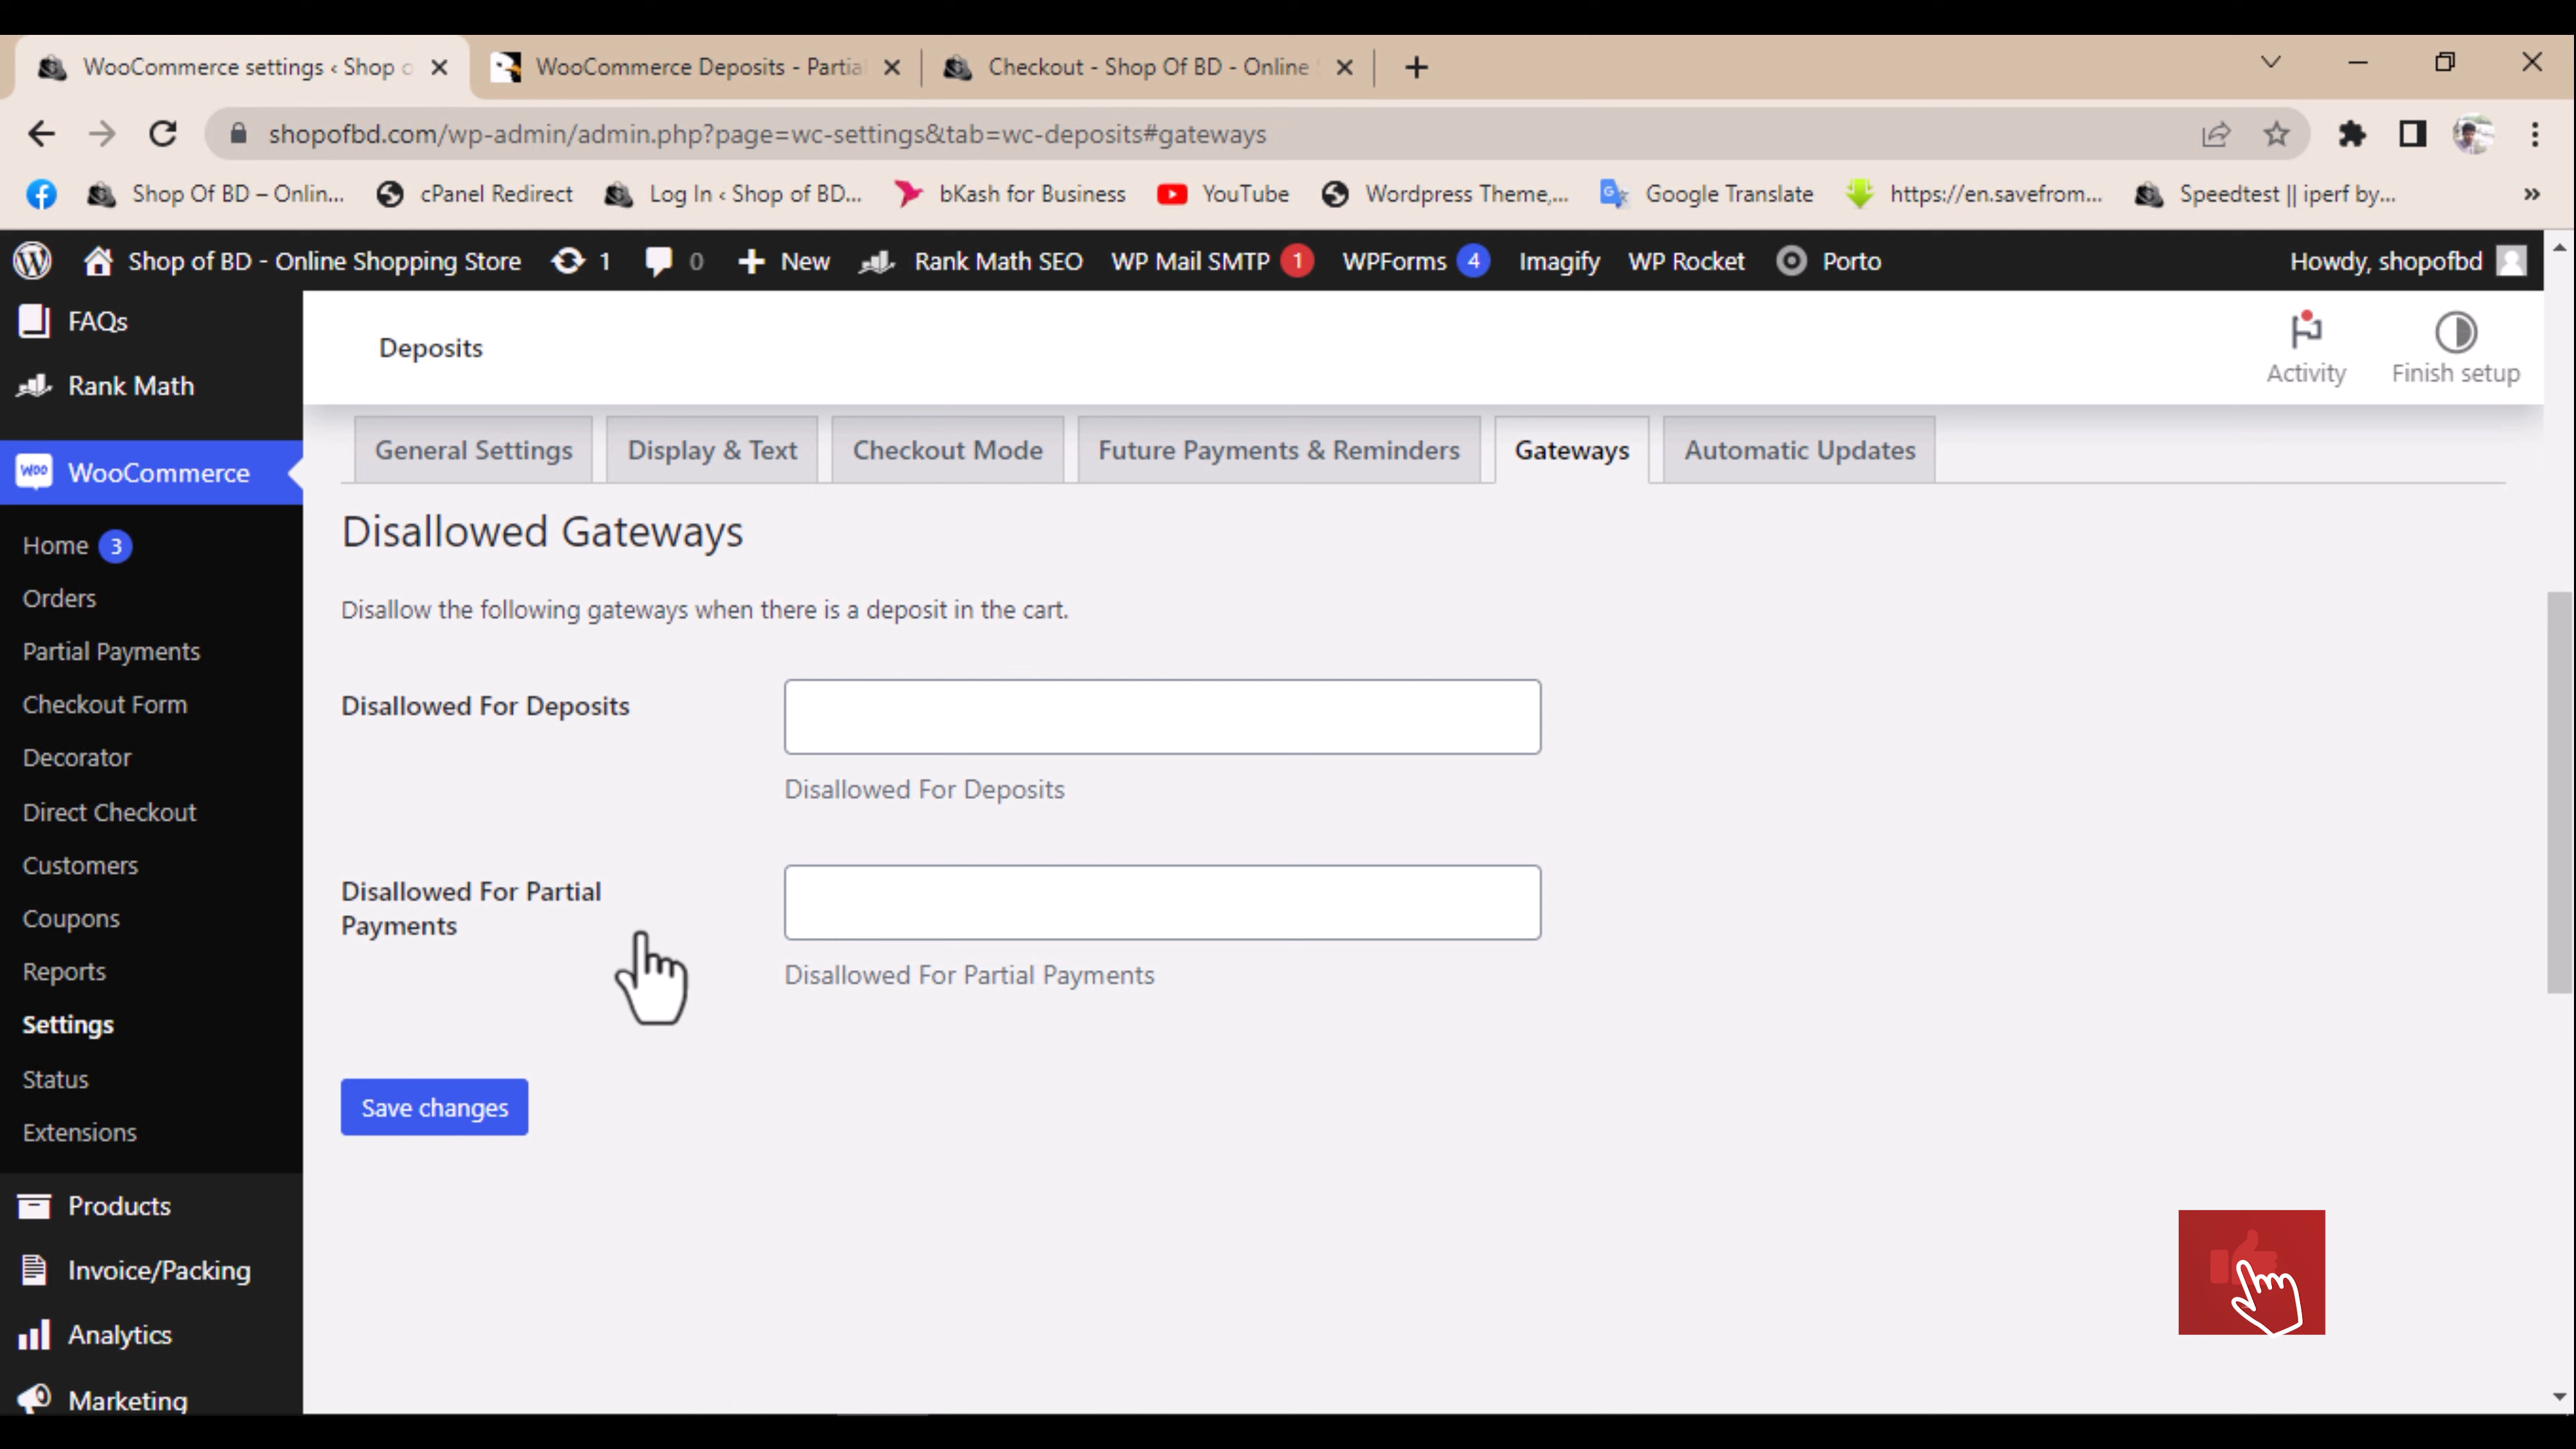 WooCommerce settings ‹ Shop o
WooCommerce Deposits - Partial
Checkout - Shop Of BD - Online
shopofbd.com/wp-admin/admin.php?page=wc-settings&tab=wc-deposits#gateways
Shop Of BD – Onlin...
cPanel Redirect
Log In ‹ Shop of BD...
bKash for Business
YouTube
Wordpress Theme,...
Google Translate
https://en.savefrom...
Speedtest || iperf by...
»
Shop of BD - Online Shopping Store
1
0
New
Rank Math SEO
WP Mail SMTP 1
WPForms 4
Imagify
WP Rocket
Porto
Howdy, shopofbd
FAQs
Rank Math
WooCommerce
Home 3
Orders
Partial Payments
Checkout Form
Decorator
Direct Checkout
Customers
Coupons
Reports
Settings
Status
Extensions
Products
Invoice/Packing
Analytics
Marketing
Deposits
Activity
Finish setup
General Settings
Display & Text
Checkout Mode
Future Payments & Reminders
Gateways
Automatic Updates
Disallowed Gateways
Disallow the following gateways when there is a deposit in the cart.
Disallowed For Deposits
Disallowed For Deposits
Disallowed For Partial
Payments
Disallowed For Partial Payments
Save changes